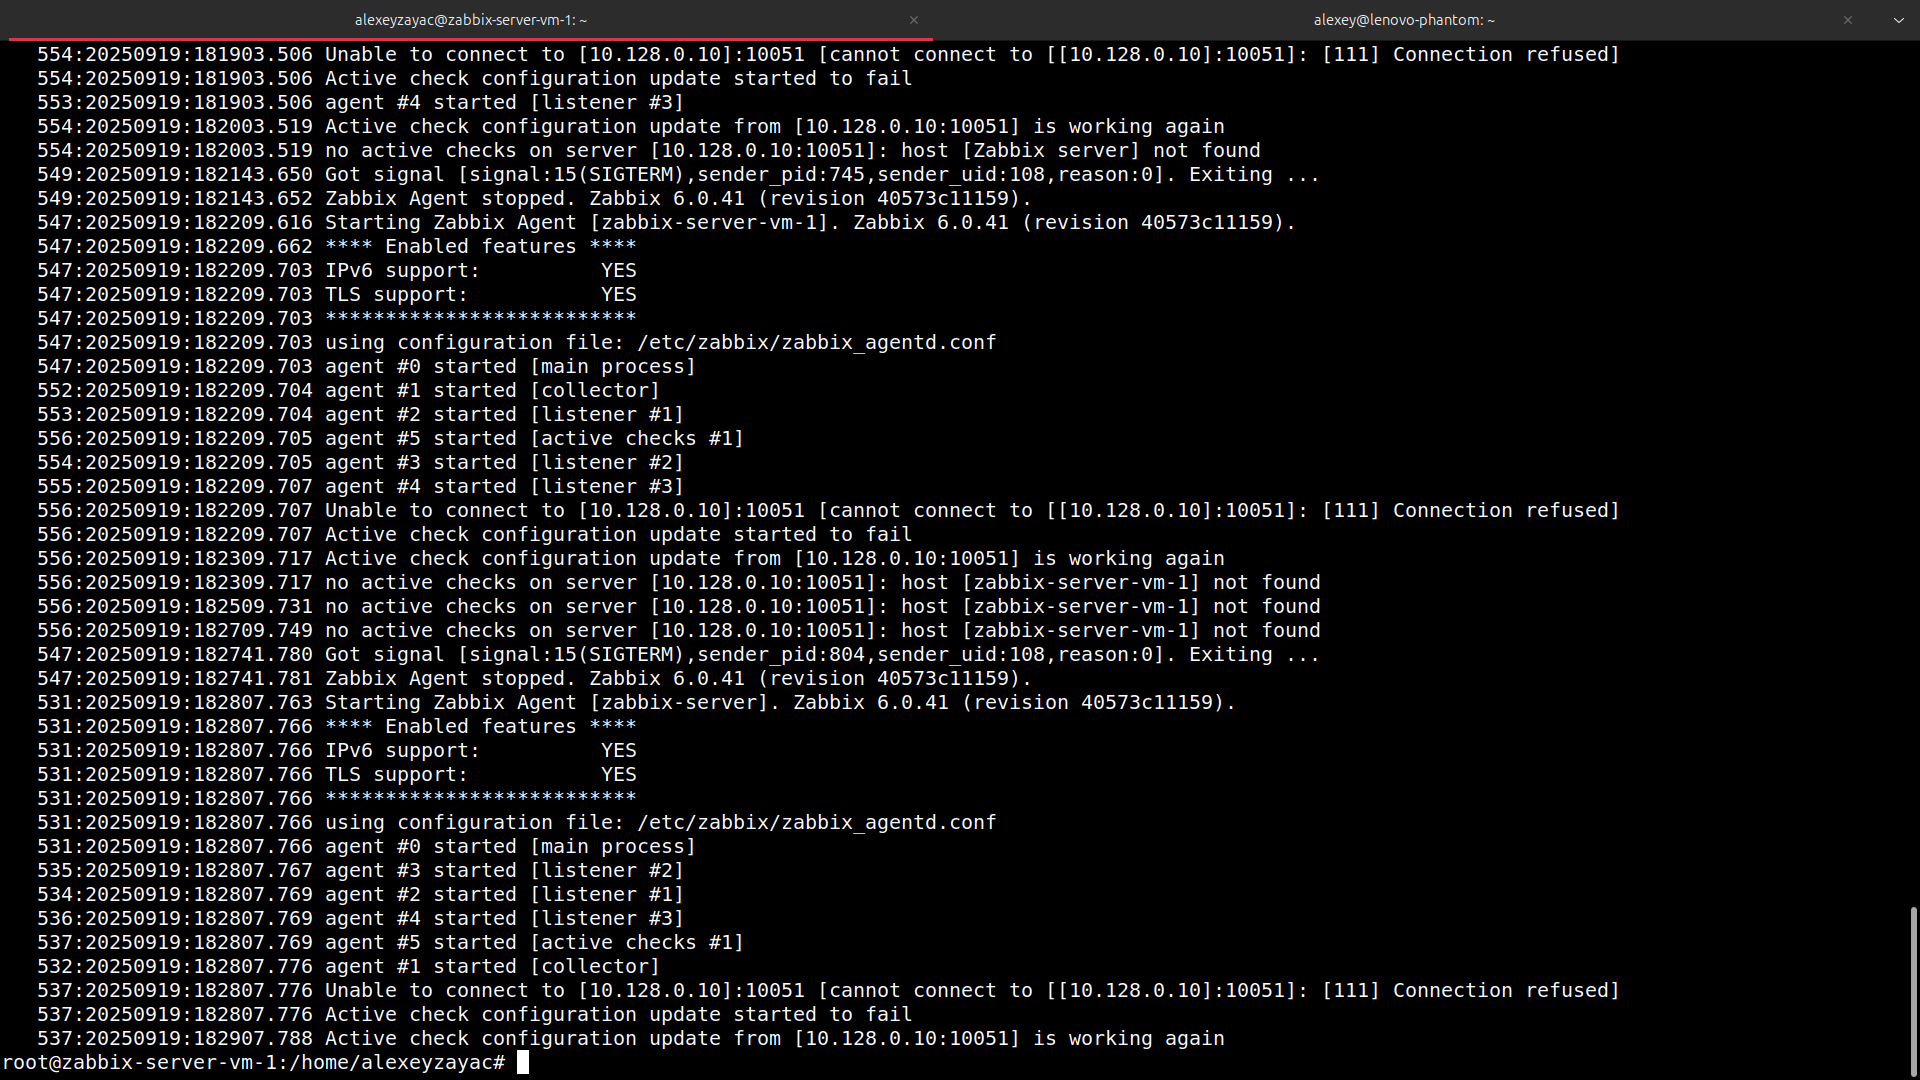 alexeyzayac@zabbix-server-vm-1: ~
alexey@lenovo-phantom: ~
554:20250919:181903.506 Unable to connect to [10.128.0.10]:10051 [cannot connect to [[10.128.0.10]:10051]: [111] Connection refused]
554:20250919:181903.506 Active check configuration update started to fail
553:20250919:181903.506 agent #4 started [listener #3]
554:20250919:182003.519 Active check configuration update from [10.128.0.10:10051] is working again
554:20250919:182003.519 no active checks on server [10.128.0.10:10051]: host [Zabbix server] not found
549:20250919:182143.650 Got signal [signal:15(SIGTERM),sender_pid:745,sender_uid:108,reason:0]. Exiting ...
549:20250919:182143.652 Zabbix Agent stopped. Zabbix 6.0.41 (revision 40573c11159).
547:20250919:182209.616 Starting Zabbix Agent [zabbix-server-vm-1]. Zabbix 6.0.41 (revision 40573c11159).
547:20250919:182209.662 **** Enabled features ****
547:20250919:182209.703 IPv6 support:          YES
547:20250919:182209.703 TLS support:           YES
547:20250919:182209.703 **************************
547:20250919:182209.703 using configuration file: /etc/zabbix/zabbix_agentd.conf
547:20250919:182209.703 agent #0 started [main process]
552:20250919:182209.704 agent #1 started [collector]
553:20250919:182209.704 agent #2 started [listener #1]
556:20250919:182209.705 agent #5 started [active checks #1]
554:20250919:182209.705 agent #3 started [listener #2]
555:20250919:182209.707 agent #4 started [listener #3]
556:20250919:182209.707 Unable to connect to [10.128.0.10]:10051 [cannot connect to [[10.128.0.10]:10051]: [111] Connection refused]
556:20250919:182209.707 Active check configuration update started to fail
556:20250919:182309.717 Active check configuration update from [10.128.0.10:10051] is working again
556:20250919:182309.717 no active checks on server [10.128.0.10:10051]: host [zabbix-server-vm-1] not found
556:20250919:182509.731 no active checks on server [10.128.0.10:10051]: host [zabbix-server-vm-1] not found
556:20250919:182709.749 no active checks on server [10.128.0.10:10051]: host [zabbix-server-vm-1] not found
547:20250919:182741.780 Got signal [signal:15(SIGTERM),sender_pid:804,sender_uid:108,reason:0]. Exiting ...
547:20250919:182741.781 Zabbix Agent stopped. Zabbix 6.0.41 (revision 40573c11159).
531:20250919:182807.763 Starting Zabbix Agent [zabbix-server]. Zabbix 6.0.41 (revision 40573c11159).
531:20250919:182807.766 **** Enabled features ****
531:20250919:182807.766 IPv6 support:          YES
531:20250919:182807.766 TLS support:           YES
531:20250919:182807.766 **************************
531:20250919:182807.766 using configuration file: /etc/zabbix/zabbix_agentd.conf
531:20250919:182807.766 agent #0 started [main process]
535:20250919:182807.767 agent #3 started [listener #2]
534:20250919:182807.769 agent #2 started [listener #1]
536:20250919:182807.769 agent #4 started [listener #3]
537:20250919:182807.769 agent #5 started [active checks #1]
532:20250919:182807.776 agent #1 started [collector]
537:20250919:182807.776 Unable to connect to [10.128.0.10]:10051 [cannot connect to [[10.128.0.10]:10051]: [111] Connection refused]
537:20250919:182807.776 Active check configuration update started to fail
537:20250919:182907.788 Active check configuration update from [10.128.0.10:10051] is working again
root@zabbix-server-vm-1:/home/alexeyzayac#